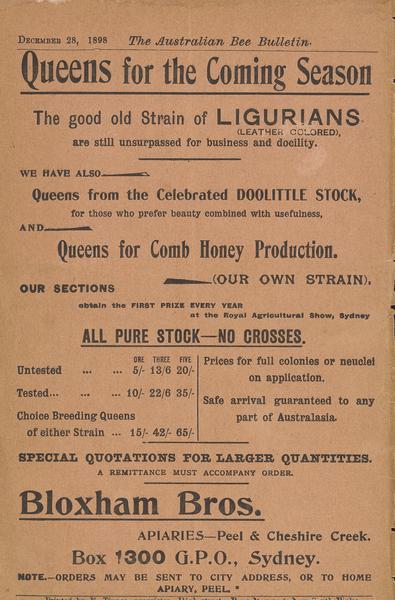 December 28, 1898 The Australian Bee Bulletin.
Queens for the Coming Season
The good old Strain of LIGURIANS
(LEATHER COLORED),
are still unsurpassed for business and docility.
WE HAVE ALSO
Queens from the Celebrated DOOLITTLE STOCK,
for those who prefer beauty combined with usefulness,
AND
Queens for Comb Honey Production.
(OUR OWN STRAIN).
OUR SECTIONS
obtain the FIRST PRIZE EVERY YEAR
at the Royal Agricultural Show, Sydney
ALL PURE STOCK—NO CROSSES.
ONE THREE FIVE
Untested ... ... 5/- 13/6 20/-
Tested... ... ... 10/- 22/6 35/-
Choice Breeding Queens
of either Strain ... 15/- 42/- 65/-
Prices for full colonies or neuclei
on application.
Safe arrival guaranteed to any
part of Australasia.
SPECIAL QUOTATIONS FOR LARGER QUANTITIES.
A REMITTANCE MUST ACCOMPANY ORDER.
Bloxham Bros.
APIARIES—Peel & Cheshire Creek.
Box 1300 G.P.O., Sydney.
NOTE.—ORDERS MAY BE SENT TO CITY ADDRESS, OR TO HOME
APIARY, PEEL. *